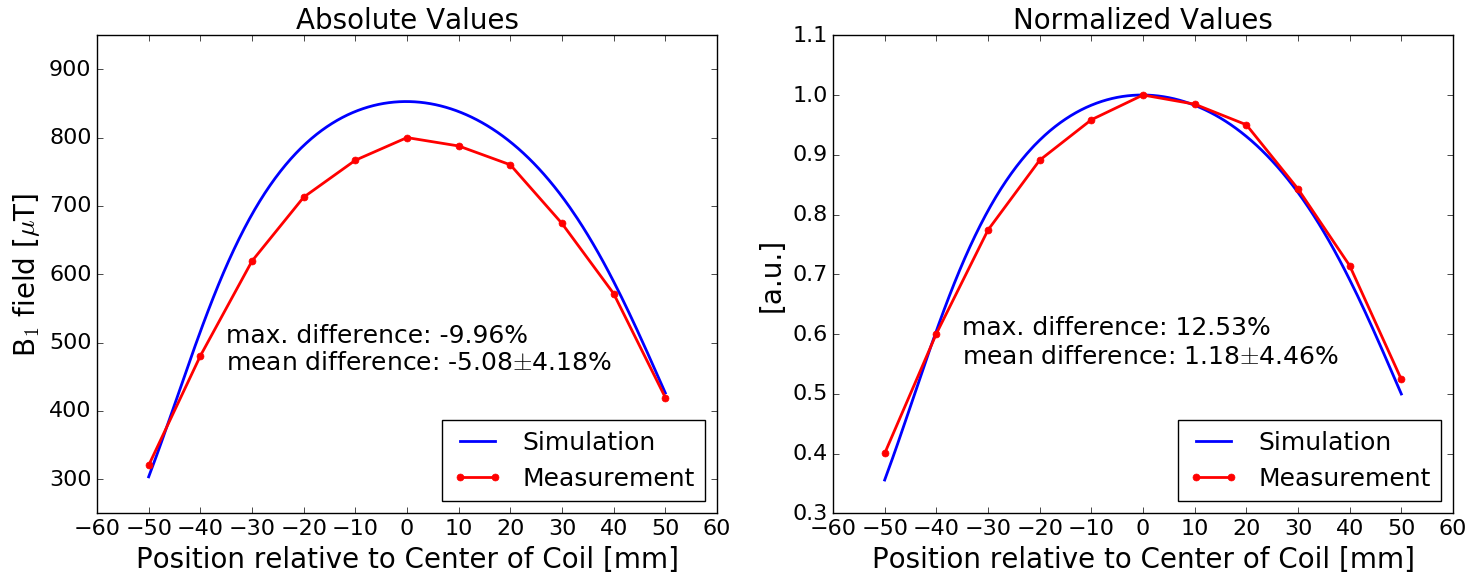 Absolute Values
900
800
700
600
500
400
300
B₁ field [μT]
max. difference: -9.96%
mean difference: -5.08±4.18%
Simulation
Measurement
−60 −50 −40 −30 −20 −10 0 10 20 30 40 50 60
Position relative to Center of Coil [mm]
Normalized Values
1.1
1.0
0.9
0.8
0.7
0.6
0.5
0.4
0.3
[a.u.]
max. difference: 12.53%
mean difference: 1.18±4.46%
Simulation
Measurement
−60 −50 −40 −30 −20 −10 0 10 20 30 40 50 60
Position relative to Center of Coil [mm]